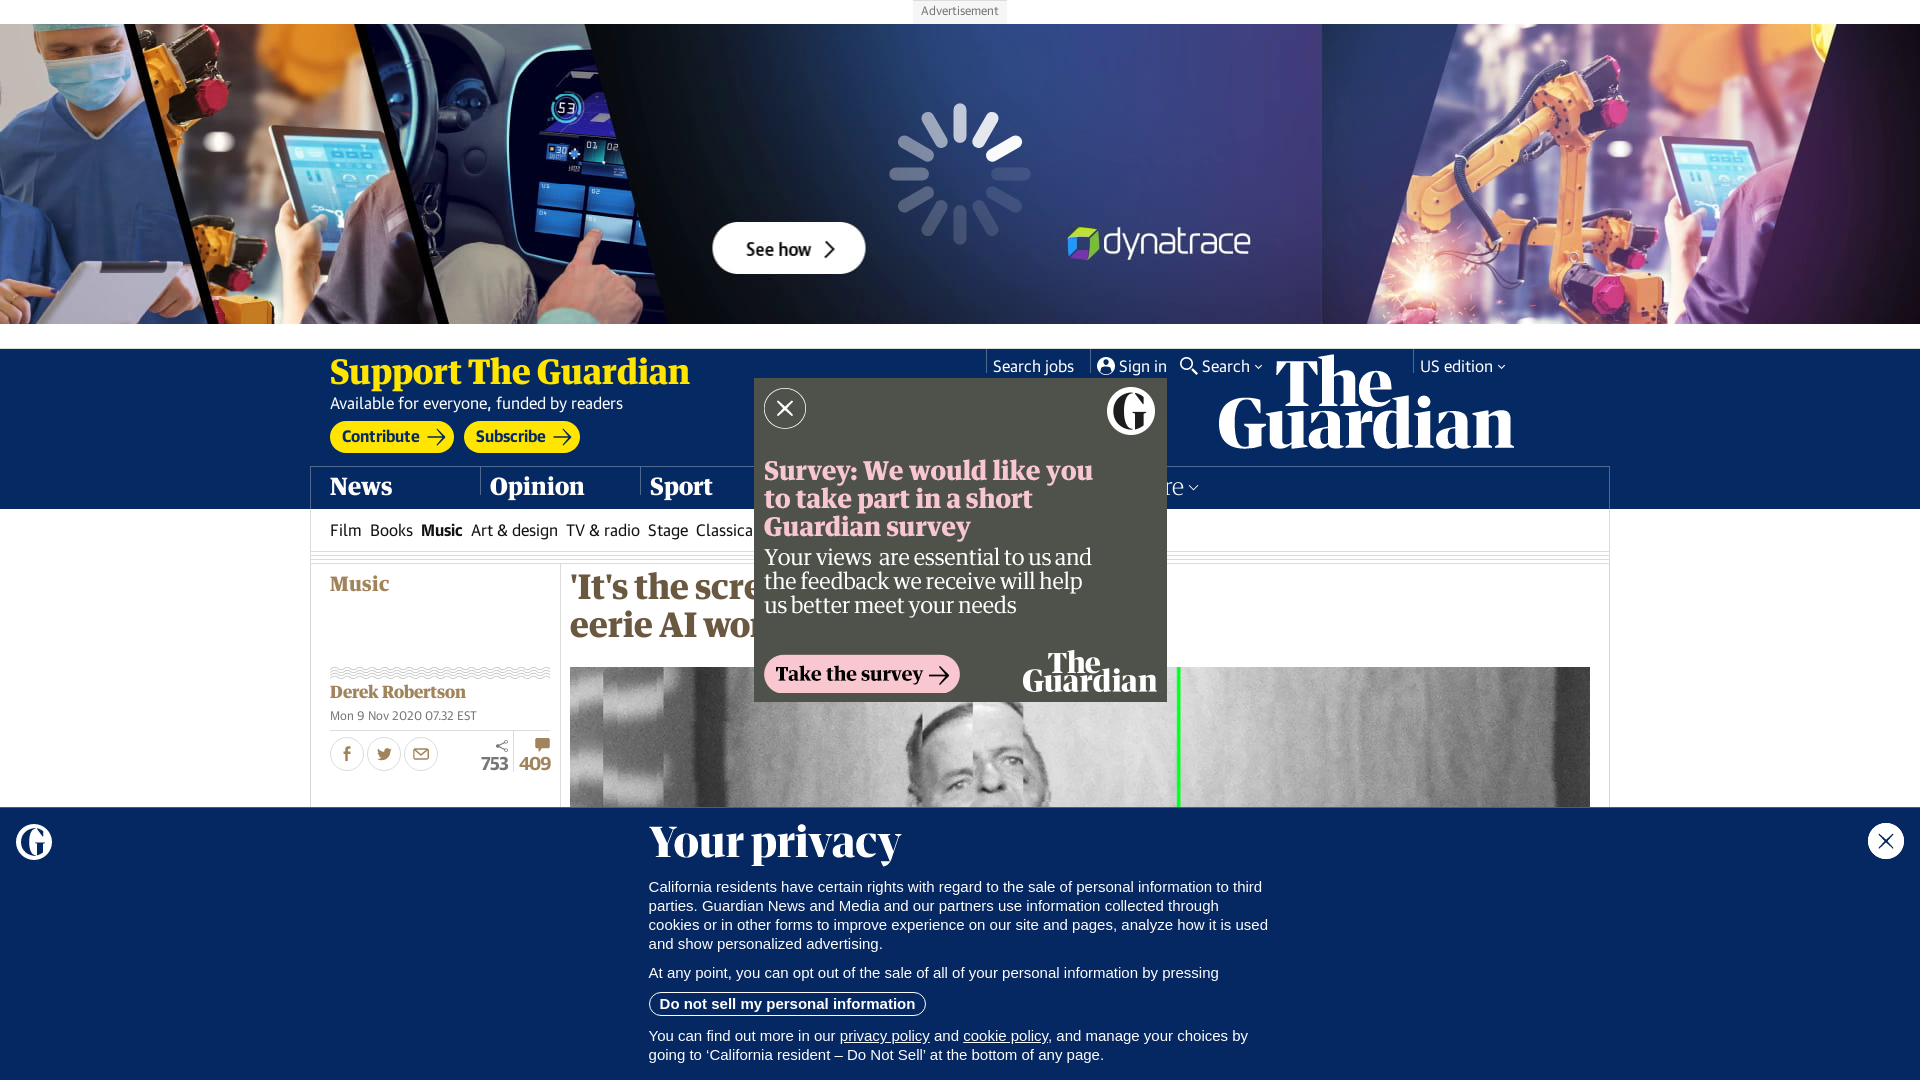 Advertisement
53
See how
dynatrace
Support The Guardian
Available for everyone, funded by readers
Contribute
Subscribe
Search jobs
Sign in
Search
US edition
The Guardian
News
Opinion
Sport
re
Film Books Music Art & design TV & radio Stage Classica
Survey: We would like you
to take part in a short
Guardian survey
Your views are essential to us and
the feedback we receive will help
us better meet your needs
Take the survey
The Guardian
Music
'It's the scre
eerie AI wor
Derek Robertson
Mon 9 Nov 2020 07.32 EST
753
409
Your privacy
California residents have certain rights with regard to the sale of personal information to third
parties. Guardian News and Media and our partners use information collected through
cookies or in other forms to improve experience on our site and pages, analyze how it is used
and show personalized advertising.
At any point, you can opt out of the sale of all of your personal information by pressing
Do not sell my personal information
You can find out more in our privacy policy and cookie policy, and manage your choices by
going to ‘California resident – Do Not Sell’ at the bottom of any page.